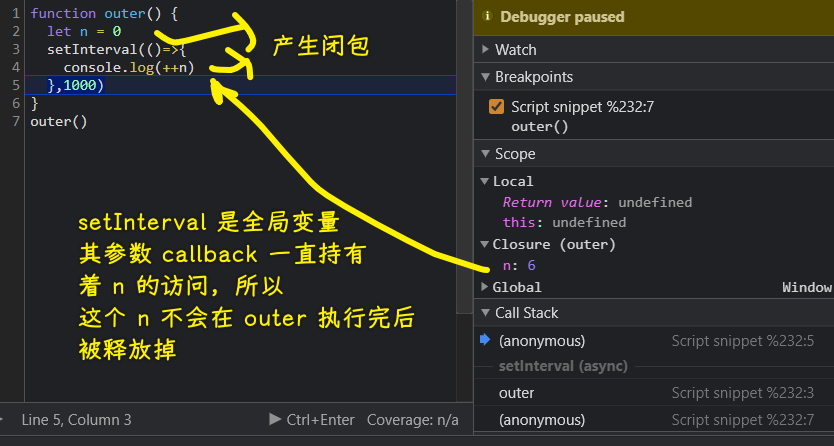 1 function outer() {
2 let n = 0
3 setInterval(()=>{
4 console.log(++n)
5 },1000)
6 }
7 outer()
产生闭包
setInterval 是全局变量
其参数 callback 一直持有
着 n 的访问，所以
这个 n 不会在 outer 执行完后
被释放掉
Line 5, Column 3
Ctrl+Enter
Coverage: n/a
Debugger paused
Watch
Breakpoints
Script snippet %232:7
outer()
Scope
Local
Return value: undefined
this: undefined
Closure (outer)
n: 6
Global Window
Call Stack
(anonymous) Script snippet %232:5
setInterval (async)
outer Script snippet %232:3
(anonymous) Script snippet %232:7